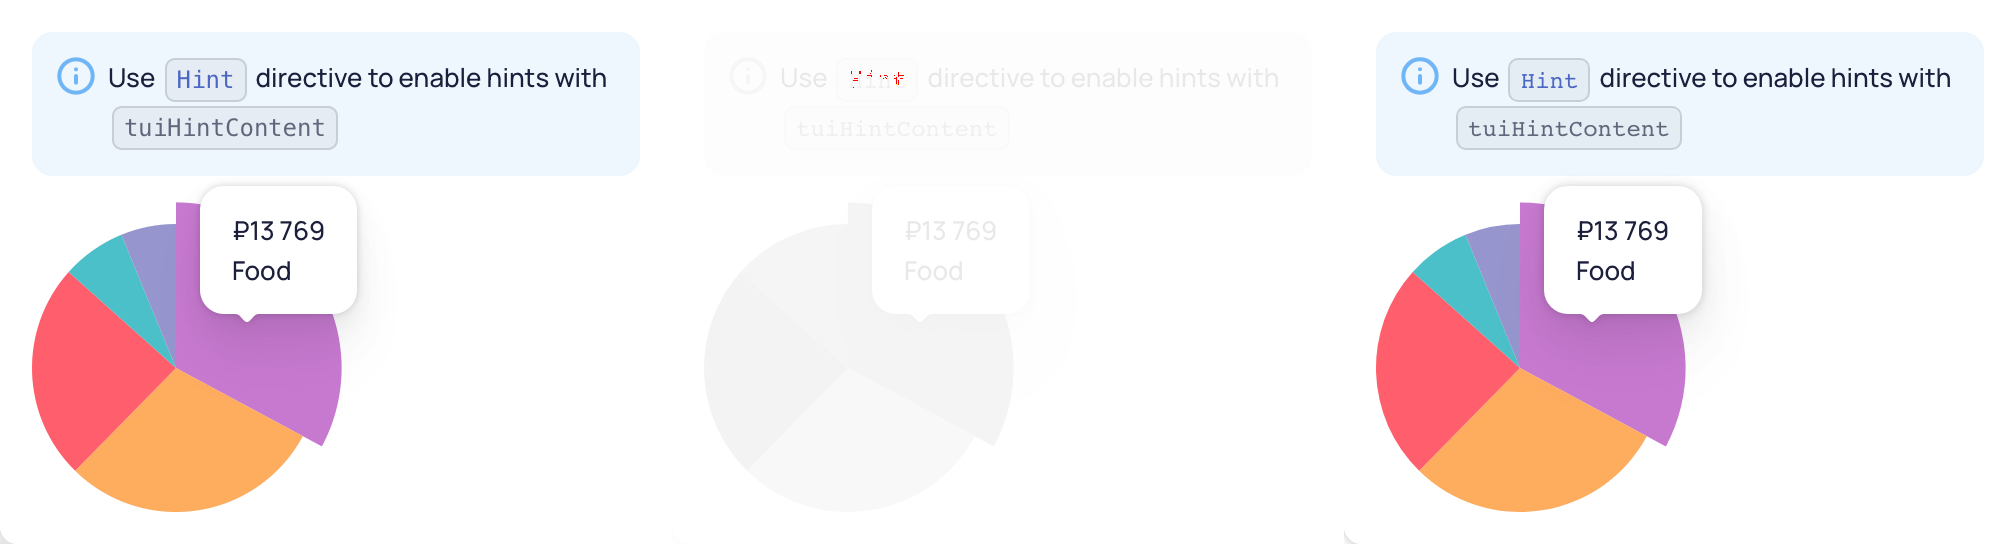 Use Hint directive to enable hints with
tuiHintContent
₽13 769
Food
Use Hint directive to enable hints with
tuiHintContent
₽13 769
Food
Use Hint directive to enable hints with
tuiHintContent
₽13 769
Food